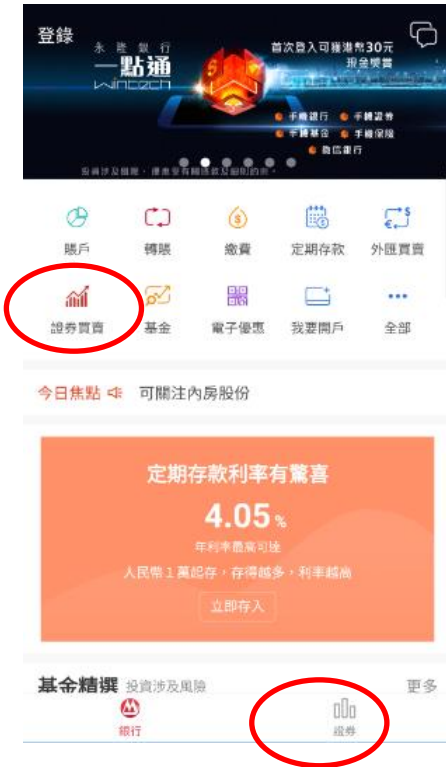 登錄
永隆銀行
一點通
wintech
首次登入可獲港幣30元
現金獎賞
手機銀行 手機證券
手機基金 手機保險
微信銀行
賬戶 轉賬 繳費 定期存款 外匯買賣
證券買賣 基金 電子優惠 我要開戶 全部
今日焦點 可關注內房股份
定期存款利率有驚喜
4.05%
年利率最高可達
人民幣1萬起存，存得越多，利率越高
立即存入
基金精選 投資涉及風險 更多
銀行 證券